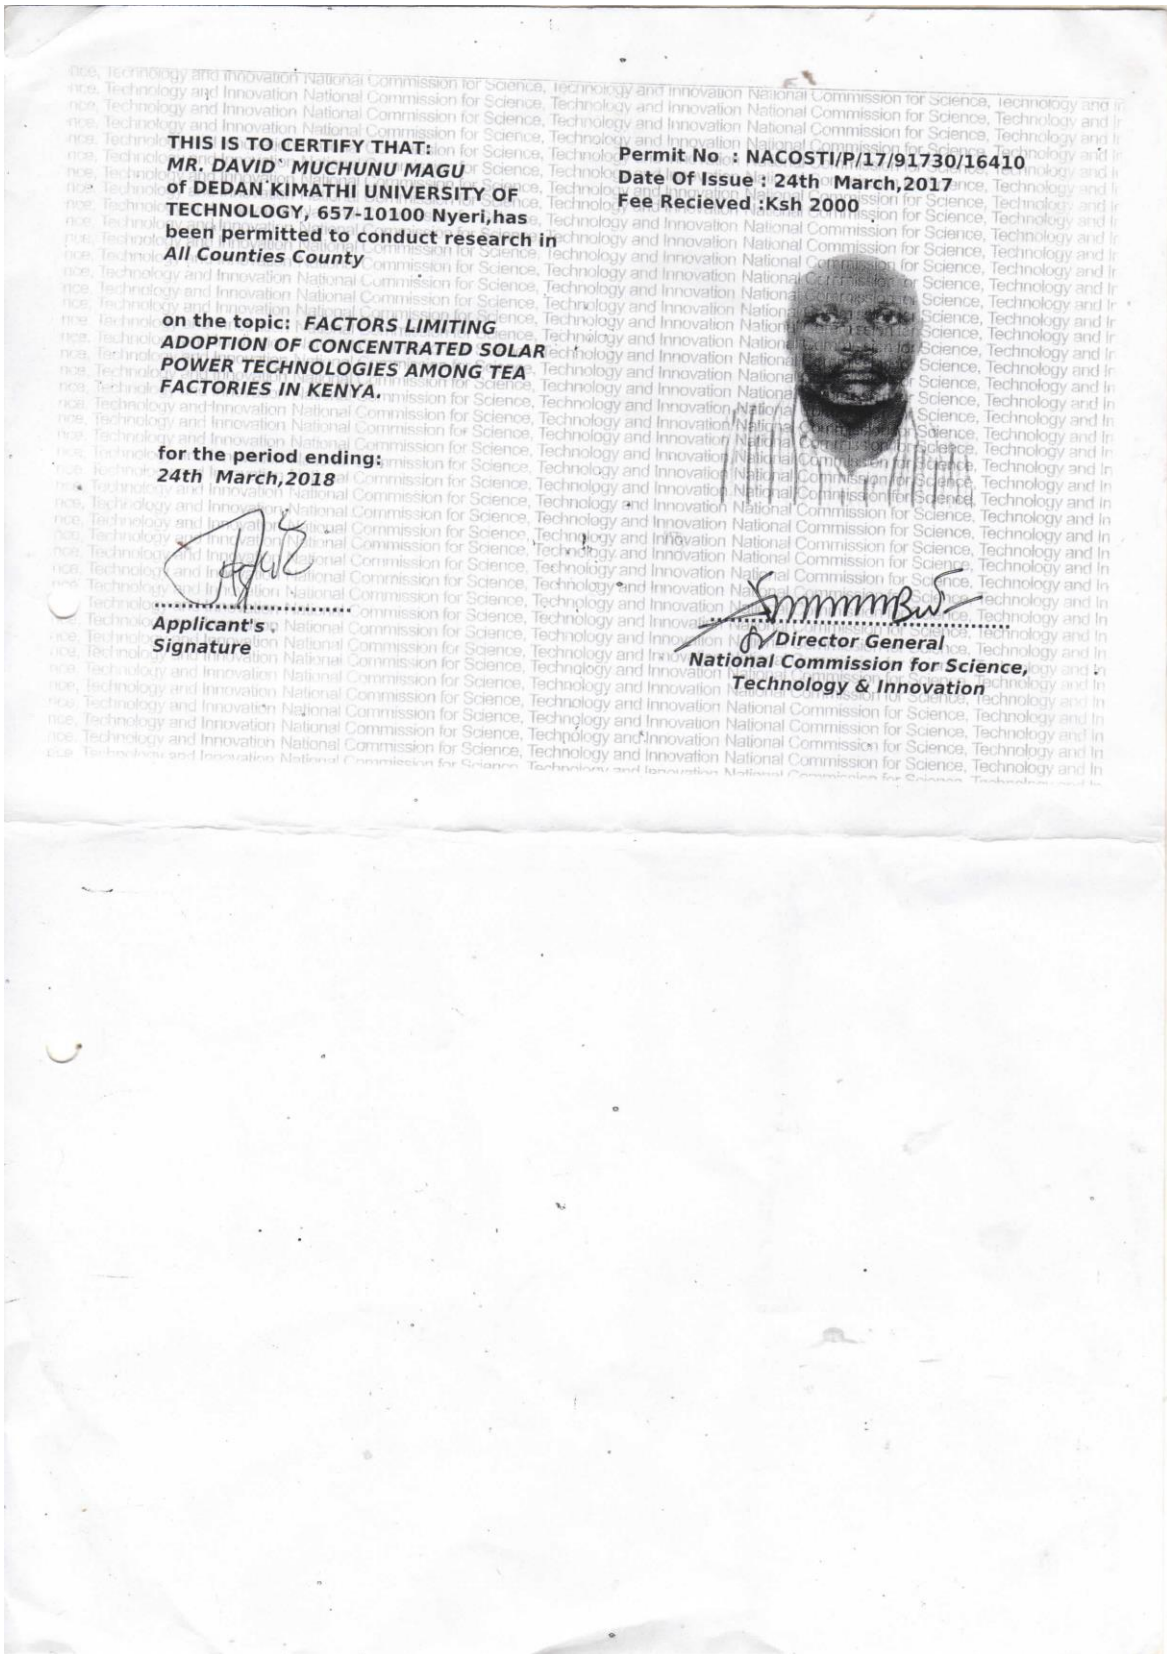 THIS IS TO CERTIFY THAT:
MR. DAVID` MUCHUNU MAGU
of DEDAN KIMATHI UNIVERSITY OF
TECHNOLOGY, 657-10100 Nyeri,has
been permitted to conduct research in
All Counties County
on the topic: FACTORS LIMITING
ADOPTION OF CONCENTRATED SOLAR
POWER TECHNOLOGIES AMONG TEA
FACTORIES IN KENYA.
for the period ending:
24th March,2018
Applicant's
Signature
Permit No : NACOSTI/P/17/91730/16410
Date Of Issue : 24th March,2017
Fee Recieved :Ksh 2000
Director General
National Commission for Science,
Technology & Innovation